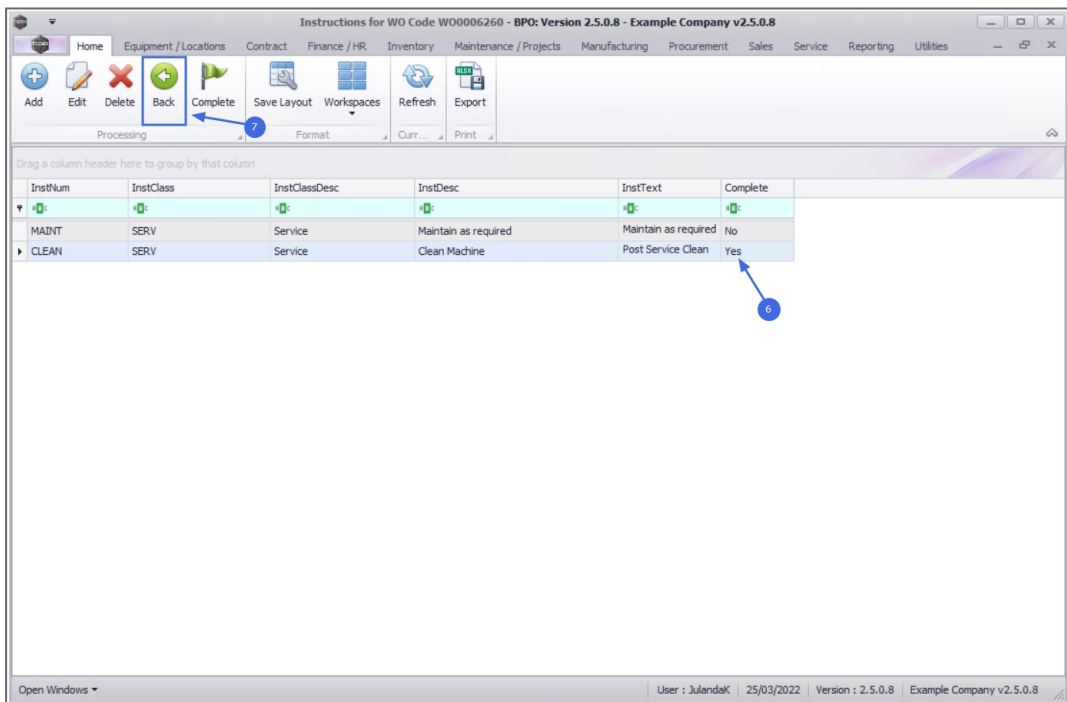 Instructions for WO Code WO0006260 - BPO: Version 2.5.0.8 - Example Company v2.5.0.8
Home Equipment / Locations Contract Finance / HR Inventory Maintenance / Projects Manufacturing Procurement Sales Service Reporting Utilities
Add Edit Delete Back Complete Save Layout Workspaces Refresh Export
7
Processing Format Curr... Print
Drag a column header here to group by that column
InstNum InstClass InstClassDesc InstDesc InstText Complete
MAINT SERV Service Maintain as required Maintain as required No
CLEAN SERV Service Clean Machine Post Service Clean Yes
6
Open Windows User : JulandaK 25/03/2022 Version : 2.5.0.8 Example Company v2.5.0.8